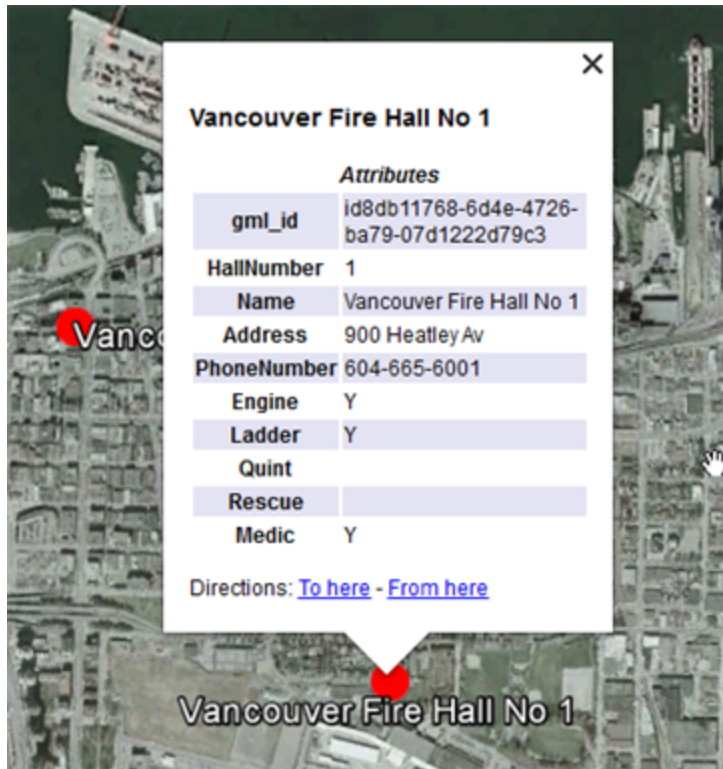 Vancouver Fire Hall No 1
Attributes
gml_id id8db11768-6d4e-4726-
ba79-07d1222d79c3
HallNumber 1
Name Vancouver Fire Hall No 1
Address 900 Heatley Av
PhoneNumber 604-665-6001
Engine Y
Ladder Y
Quint
Rescue
Medic Y
Directions: To here - From here
Vanco
Vancouver Fire Hall No 1